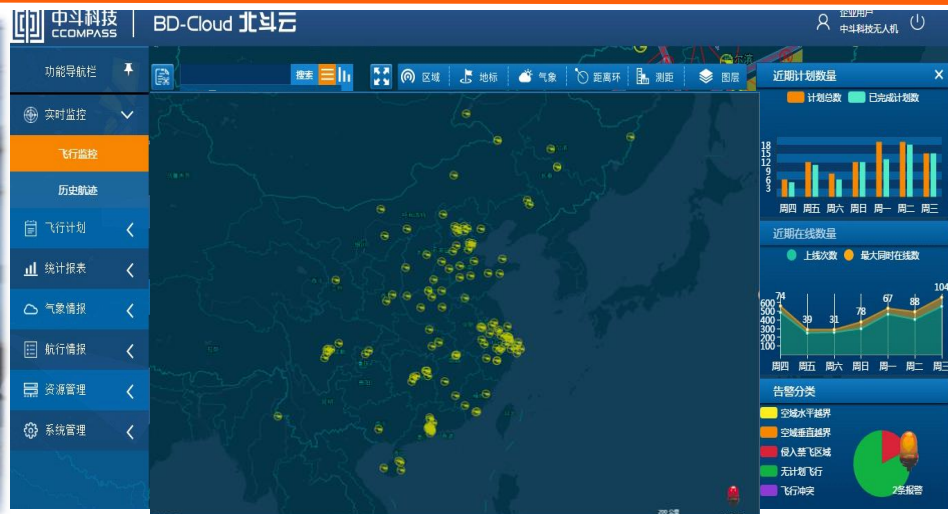 中斗科技
CCOMPASS
BD-Cloud 北斗云
企业用户
中斗科技无人机
功能导航栏
搜索
区域
地标
气象
距离环
测距
图层
实时监控
飞行监控
历史航迹
飞行计划
统计报表
气象情报
航行情报
资源管理
系统管理
近期计划数量
X
计划总数
已完成计划数
18
15
12
9
6
3
周四 周五 周六 周日 周一 周二 周三
近期在线数量
上线次数
最大同时在线数
600
500
400
300
200
100
74
39
31
78
67
88
104
周四 周五 周六 周日 周一 周二 周三
告警分类
空域水平越界
空域垂直越界
侵入禁飞区域
无计划飞行
飞行冲突
2条报警